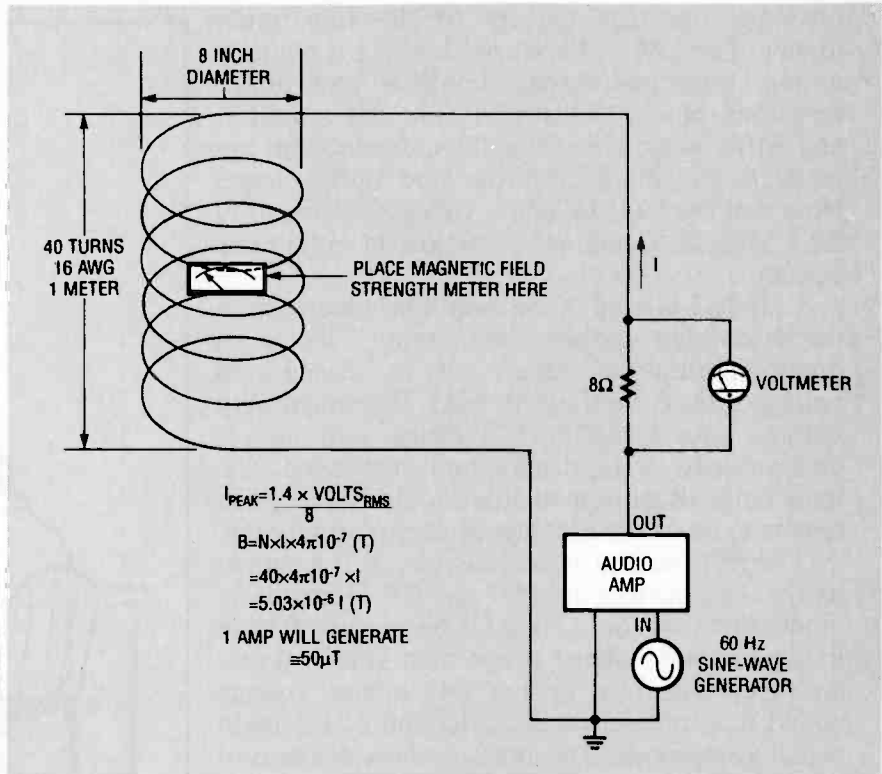 8 INCH
DIAMETER
40 TURNS
16 AWG
1 METER
PLACE MAGNETIC FIELD
STRENGTH METER HERE
I
8Ω
VOLTMETER
I_PEAK=1.4 × VOLTS_RMS
8
B=N×I×4π10⁻⁷ (T)
=40×4π10⁻⁷ ×I
=5.03×10⁻⁵ I (T)
1 AMP WILL GENERATE
≅50μT
OUT
AUDIO
AMP
IN
60 Hz
SINE-WAVE
GENERATOR